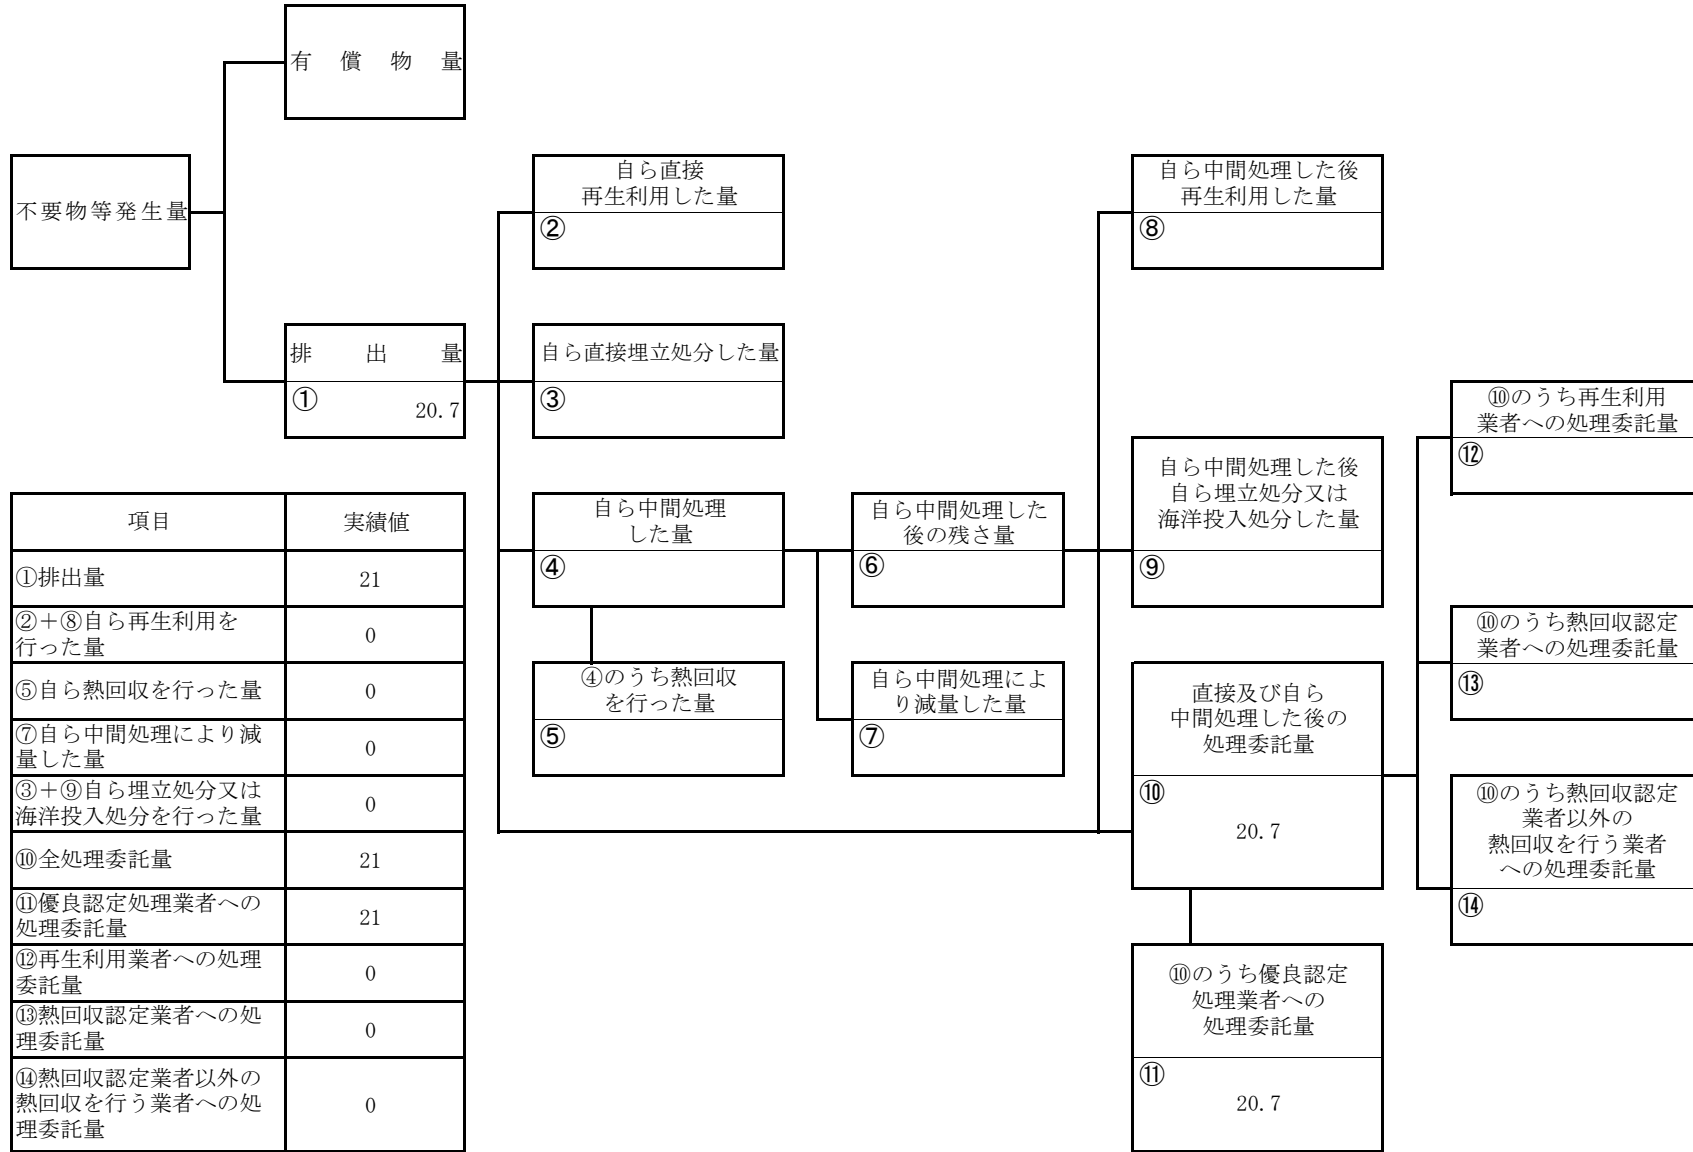 有償物量
不要物等発生量
自ら直接
再生利用した量
②
自ら中間処理した後
再生利用した量
⑧
排出量
①
20.7
自ら直接埋立処分した量
③
⑩のうち再生利用
業者への処理委託量
⑫
自ら中間処理
した量
④
自ら中間処理した
後の残さ量
⑥
自ら中間処理した後
自ら埋立処分又は
海洋投入処分した量
⑨
⑩のうち熱回収認定
業者への処理委託量
⑬
④のうち熱回収
を行った量
⑤
自ら中間処理によ
り減量した量
⑦
直接及び自ら
中間処理した後の
処理委託量
⑩
20.7
⑩のうち熱回収認定
業者以外の
熱回収を行う業者
への処理委託量
⑭
⑩のうち優良認定
処理業者への
処理委託量
⑪
20.7
項目 実績値
①排出量 21
②+⑧自ら再生利用を
行った量 0
⑤自ら熱回収を行った量 0
⑦自ら中間処理により減
量した量 0
③+⑨自ら埋立処分又は
海洋投入処分を行った量 0
⑩全処理委託量 21
⑪優良認定処理業者への
処理委託量 21
⑫再生利用業者への処理
委託量 0
⑬熱回収認定業者への処
理委託量 0
⑭熱回収認定業者以外の
熱回収を行う業者への処
理委託量 0